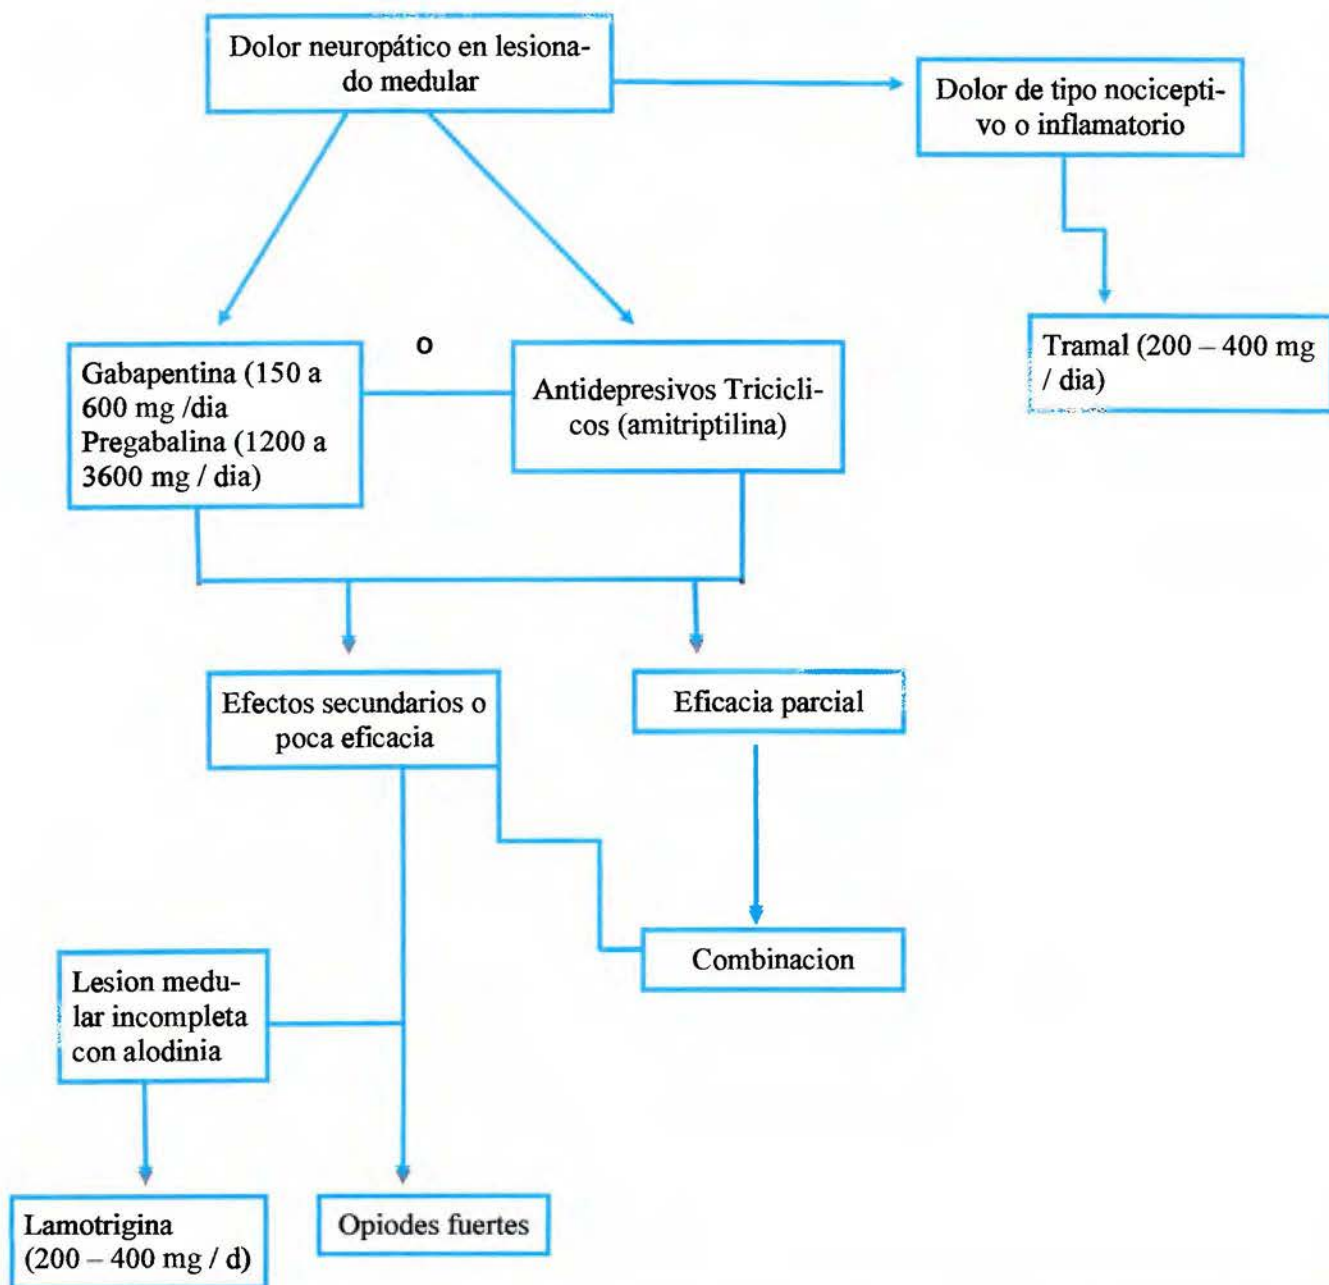 Dolor neuropático en lesiona-
do medular
Dolor de tipo nocicepti-
vo o inflamatorio
Tramal (200 – 400 mg
/ dia)
Gabapentina (150 a
600 mg /dia
Pregabalina (1200 a
3600 mg / dia)
o
Antidepresivos Tricicli-
cos (amitriptilina)
Efectos secundarios o
poca eficacia
Eficacia parcial
Combinacion
Lesion medu-
lar incompleta
con alodinia
Lamotrigina
(200 – 400 mg / d)
Opiodes fuertes